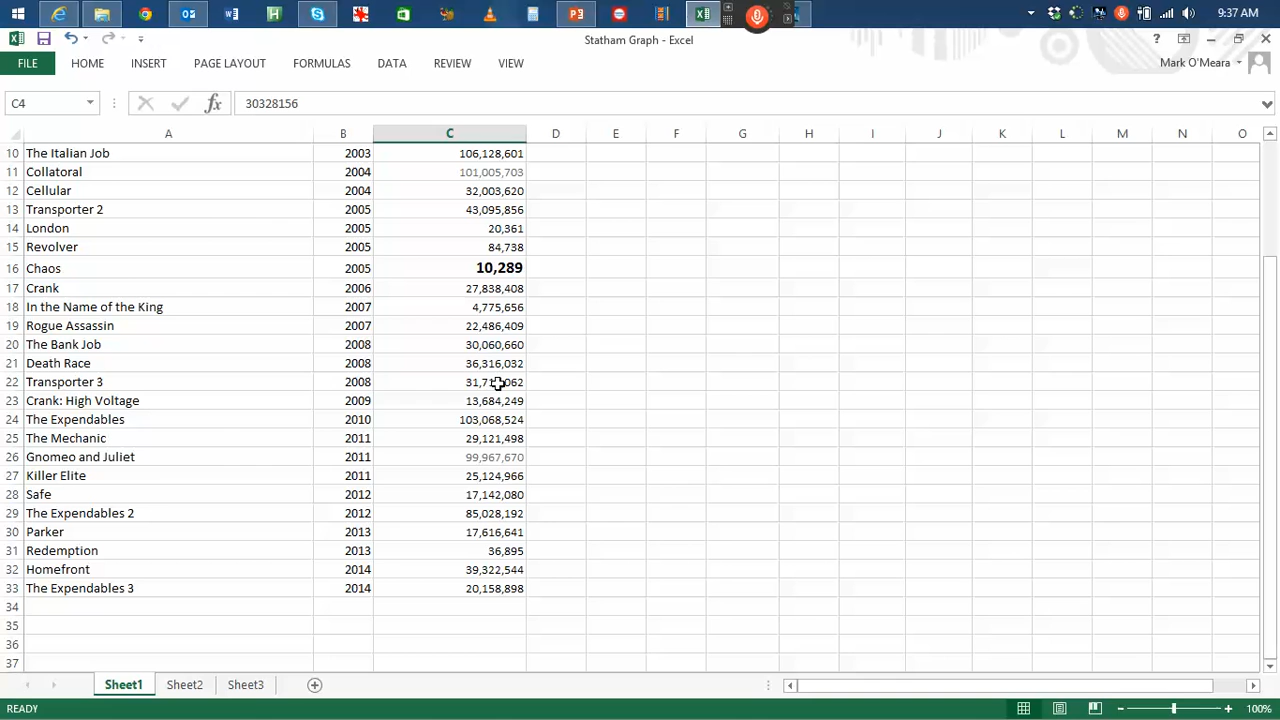 9:37 AM
Statham Graph - Excel
?
FILE HOME INSERT PAGE LAYOUT FORMULAS DATA REVIEW VIEW
Mark O'Meara
C4 fx 30328156
A B C D E F G H I J K L M N O
10 The Italian Job 2003 106,128,601
11 Collatoral 2004 101,005,703
12 Cellular 2004 32,003,620
13 Transporter 2 2005 43,095,856
14 London 2005 20,361
15 Revolver 2005 84,738
16 Chaos 2005 10,289
17 Crank 2006 27,838,408
18 In the Name of the King 2007 4,775,656
19 Rogue Assassin 2007 22,486,409
20 The Bank Job 2008 30,060,660
21 Death Race 2008 36,316,032
22 Transporter 3 2008
23 Crank: High Voltage 2009 13,684,249
24 The Expendables 2010 103,068,524
25 The Mechanic 2011 29,121,498
26 Gnomeo and Juliet 2011 99,967,670
27 Killer Elite 2011 25,124,966
28 Safe 2012 17,142,080
29 The Expendables 2 2012 85,028,192
30 Parker 2013 17,616,641
31 Redemption 2013 36,895
32 Homefront 2014 39,322,544
33 The Expendables 3 2014 20,158,898
34
35
36
37
Sheet1 Sheet2 Sheet3
READY 100%